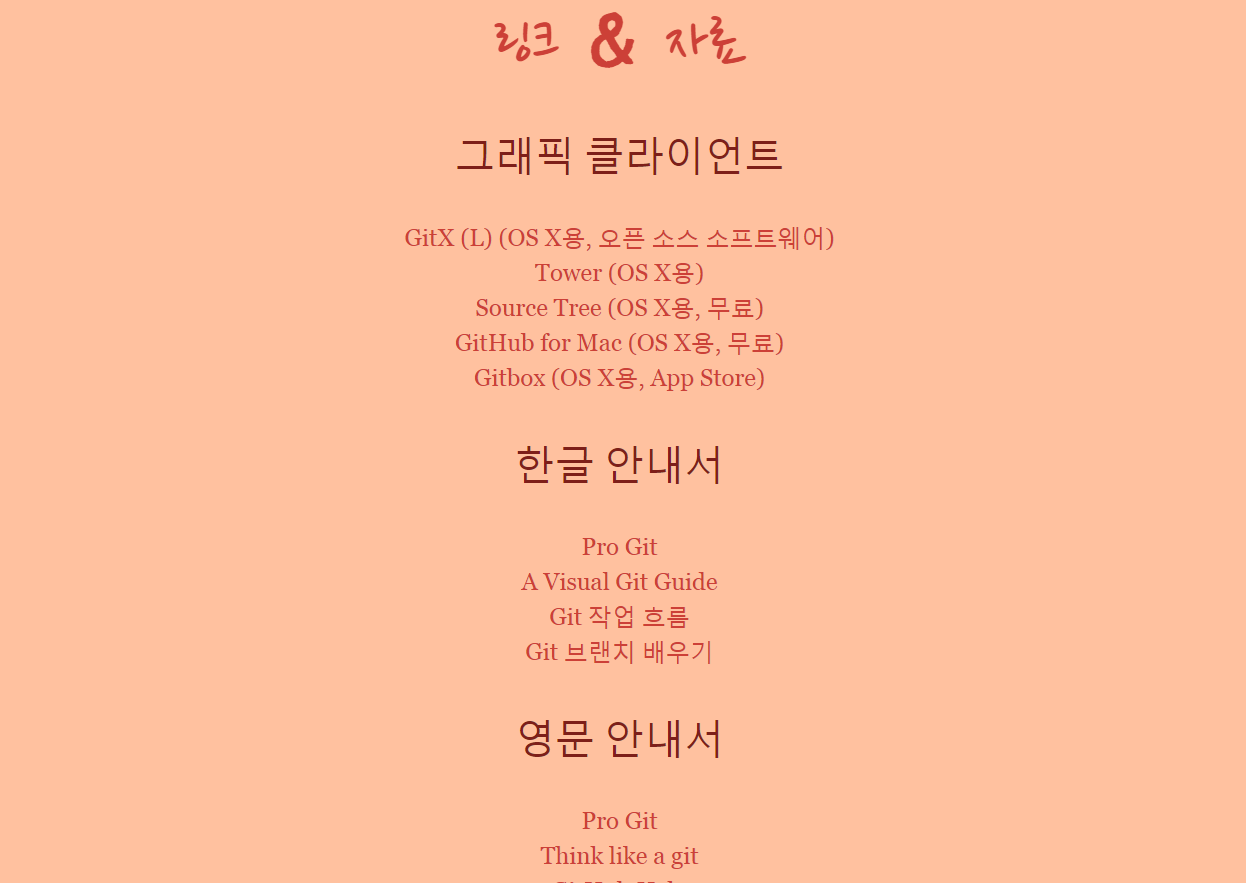 링크 & 자료
그래픽 클라이언트
GitX (L) (OS X용, 오픈 소스 소프트웨어)
Tower (OS X용)
Source Tree (OS X용, 무료)
GitHub for Mac (OS X용, 무료)
Gitbox (OS X용, App Store)
한글 안내서
Pro Git
A Visual Git Guide
Git 작업 흐름
Git 브랜치 배우기
영문 안내서
Pro Git
Think like a git